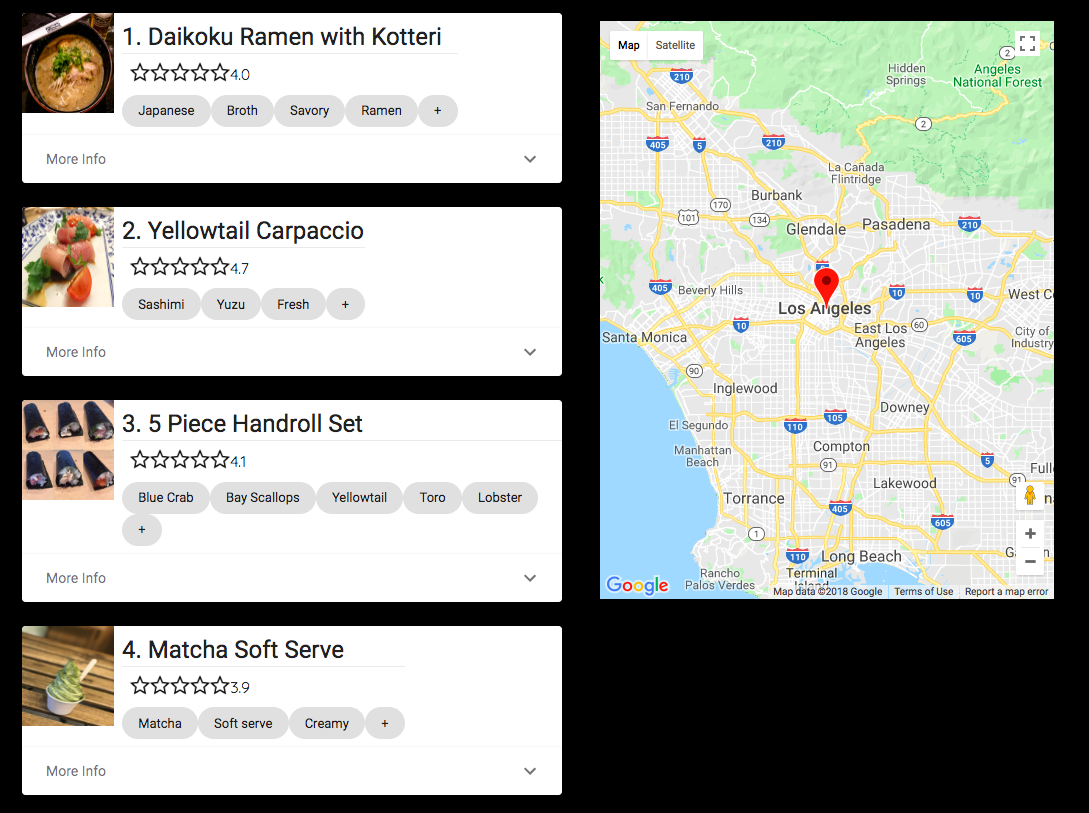 1. Daikoku Ramen with Kotteri
4.0
Japanese Broth Savory Ramen +
More Info
2. Yellowtail Carpaccio
4.7
Sashimi Yuzu Fresh +
More Info
3. 5 Piece Handroll Set
4.1
Blue Crab Bay Scallops Yellowtail Toro Lobster
+
More Info
4. Matcha Soft Serve
3.9
Matcha Soft serve Creamy +
More Info
Map Satellite
2
Hidden
Springs
Angeles
National Forest
210
San Fernando
2
405 5 210
La Cañada
Flintridge
Burbank
170
101 134
Glendale Pasadena 210
5
405 Beverly Hills 10 10 West C
Los Angeles
10 East Los
Angeles
60
605
City of
Industry
Santa Monica
90
Inglewood
Downey
105
110
El Segundo
Manhattan
Beach
Compton
91
5
Full
91
Lakewood
Torrance
405
605
1
110 Long Beach
Terminal
Island
Rancho
Palos Verdes
+
−
Google
Map data ©2018 Google Terms of Use Report a map error